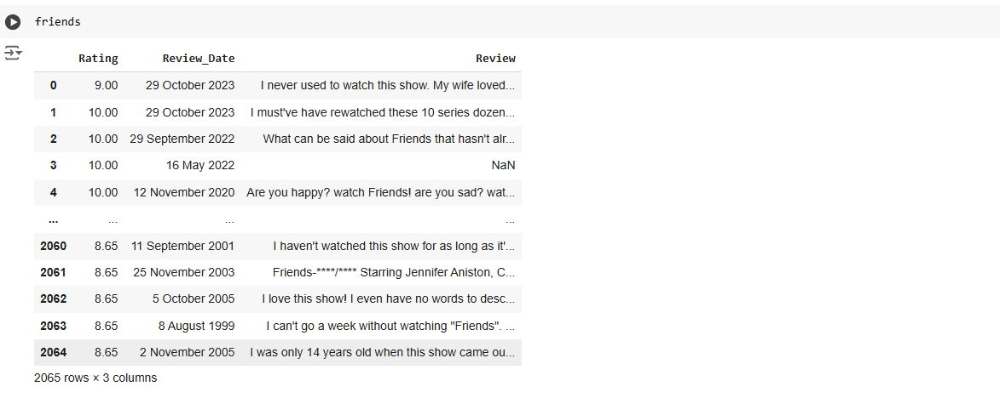 friends
Rating Review_Date Review
0 9.00 29 October 2023 I never used to watch this show. My wife loved...
1 10.00 29 October 2023 I must've have rewatched these 10 series dozen...
2 10.00 29 September 2022 What can be said about Friends that hasn't alr...
3 10.00 16 May 2022 NaN
4 10.00 12 November 2020 Are you happy? watch Friends! are you sad? wat...
... ... ... ...
2060 8.65 11 September 2001 I haven't watched this show for as long as it'...
2061 8.65 25 November 2003 Friends-****/**** Starring Jennifer Aniston, C...
2062 8.65 5 October 2005 I love this show! I even have no words to desc...
2063 8.65 8 August 1999 I can't go a week without watching "Friends". ...
2064 8.65 2 November 2005 I was only 14 years old when this show came ou...
2065 rows × 3 columns